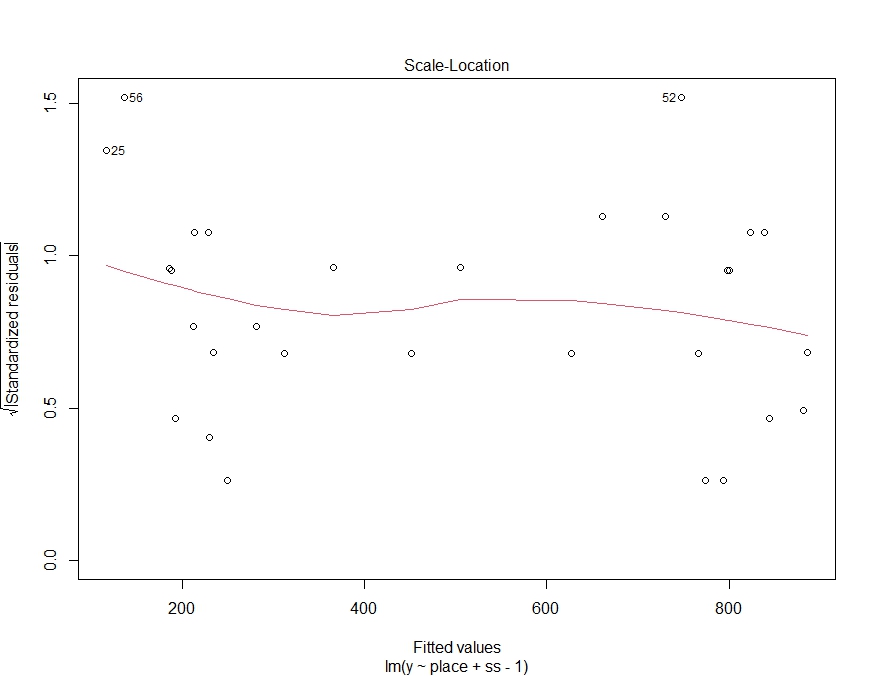 Scale-Location
56
52
25
1.5
1.0
0.5
0.0
√|Standardized residuals|
200 400 600 800
Fitted values
lm(y ~ place + ss - 1)